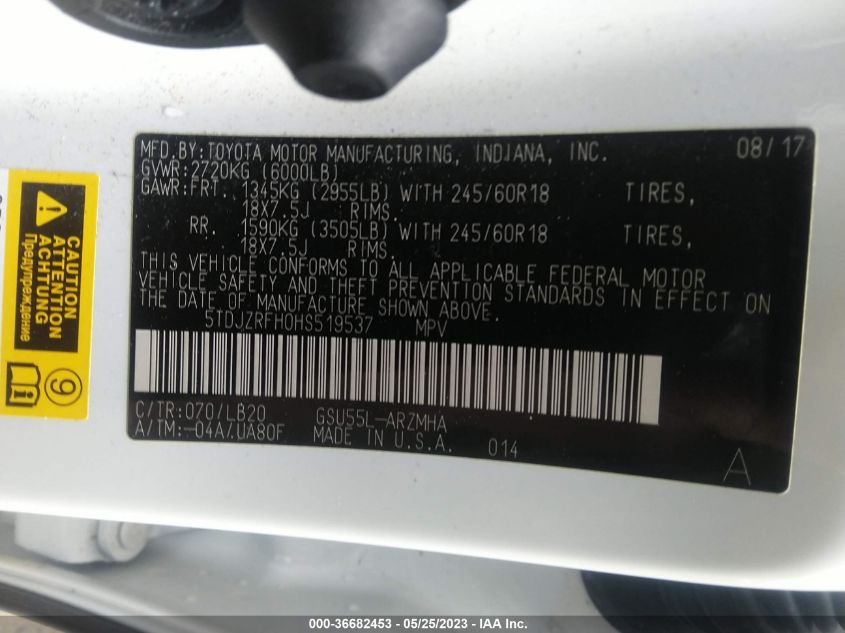 MFD.BY:TOYOTA MOTOR MANUFACTURING, INDIANA, INC. 08/17
GVWR:2720KG (6000LB)
GAWR:FRT. 1345KG (2955LB) WITH 245/60R18 TIRES,
18X7.5J RIMS.
RR. 1590KG (3505LB) WITH 245/60R18 TIRES,
18X7.5J RIMS.
THIS VEHICLE CONFORMS TO ALL APPLICABLE FEDERAL MOTOR
VEHICLE SAFETY AND THEFT PREVENTION STANDARDS IN EFFECT ON
THE DATE OF MANUFACTURE SHOWN ABOVE.
5TDJZRFH0HS519537 MPV
C/TR:070/LB20 GSU55L-ARZMHA
A/TM:-04A/UA80F MADE IN U.S.A. 014
A
CAUTION
ATTENTION
ACHTUNG
Предупреждение
9
000-36682453 - 05/25/2023 - IAA Inc.